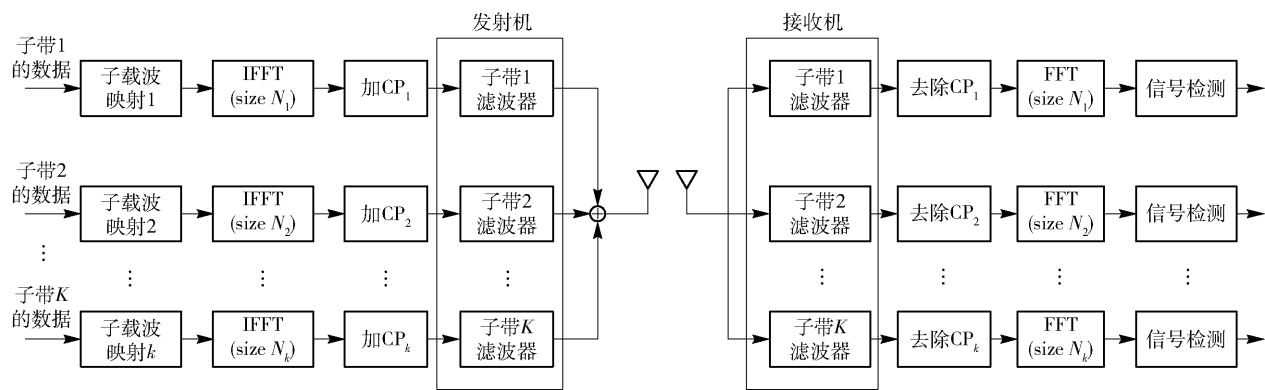 发射机
接收机
子带1
的数据
子载波
映射1
IFFT
(size N₁)
加CP₁
子带1
滤波器
子带1
滤波器
去除CP₁
FFT
(size N₁)
信号检测
子带2
的数据
子载波
映射2
IFFT
(size N₂)
加CP₂
子带2
滤波器
子带2
滤波器
去除CP₂
FFT
(size N₂)
信号检测
子带K
的数据
子载波
映射k
IFFT
(size Nₖ)
加CPₖ
子带K
滤波器
子带K
滤波器
去除CPₖ
FFT
(size Nₖ)
信号检测